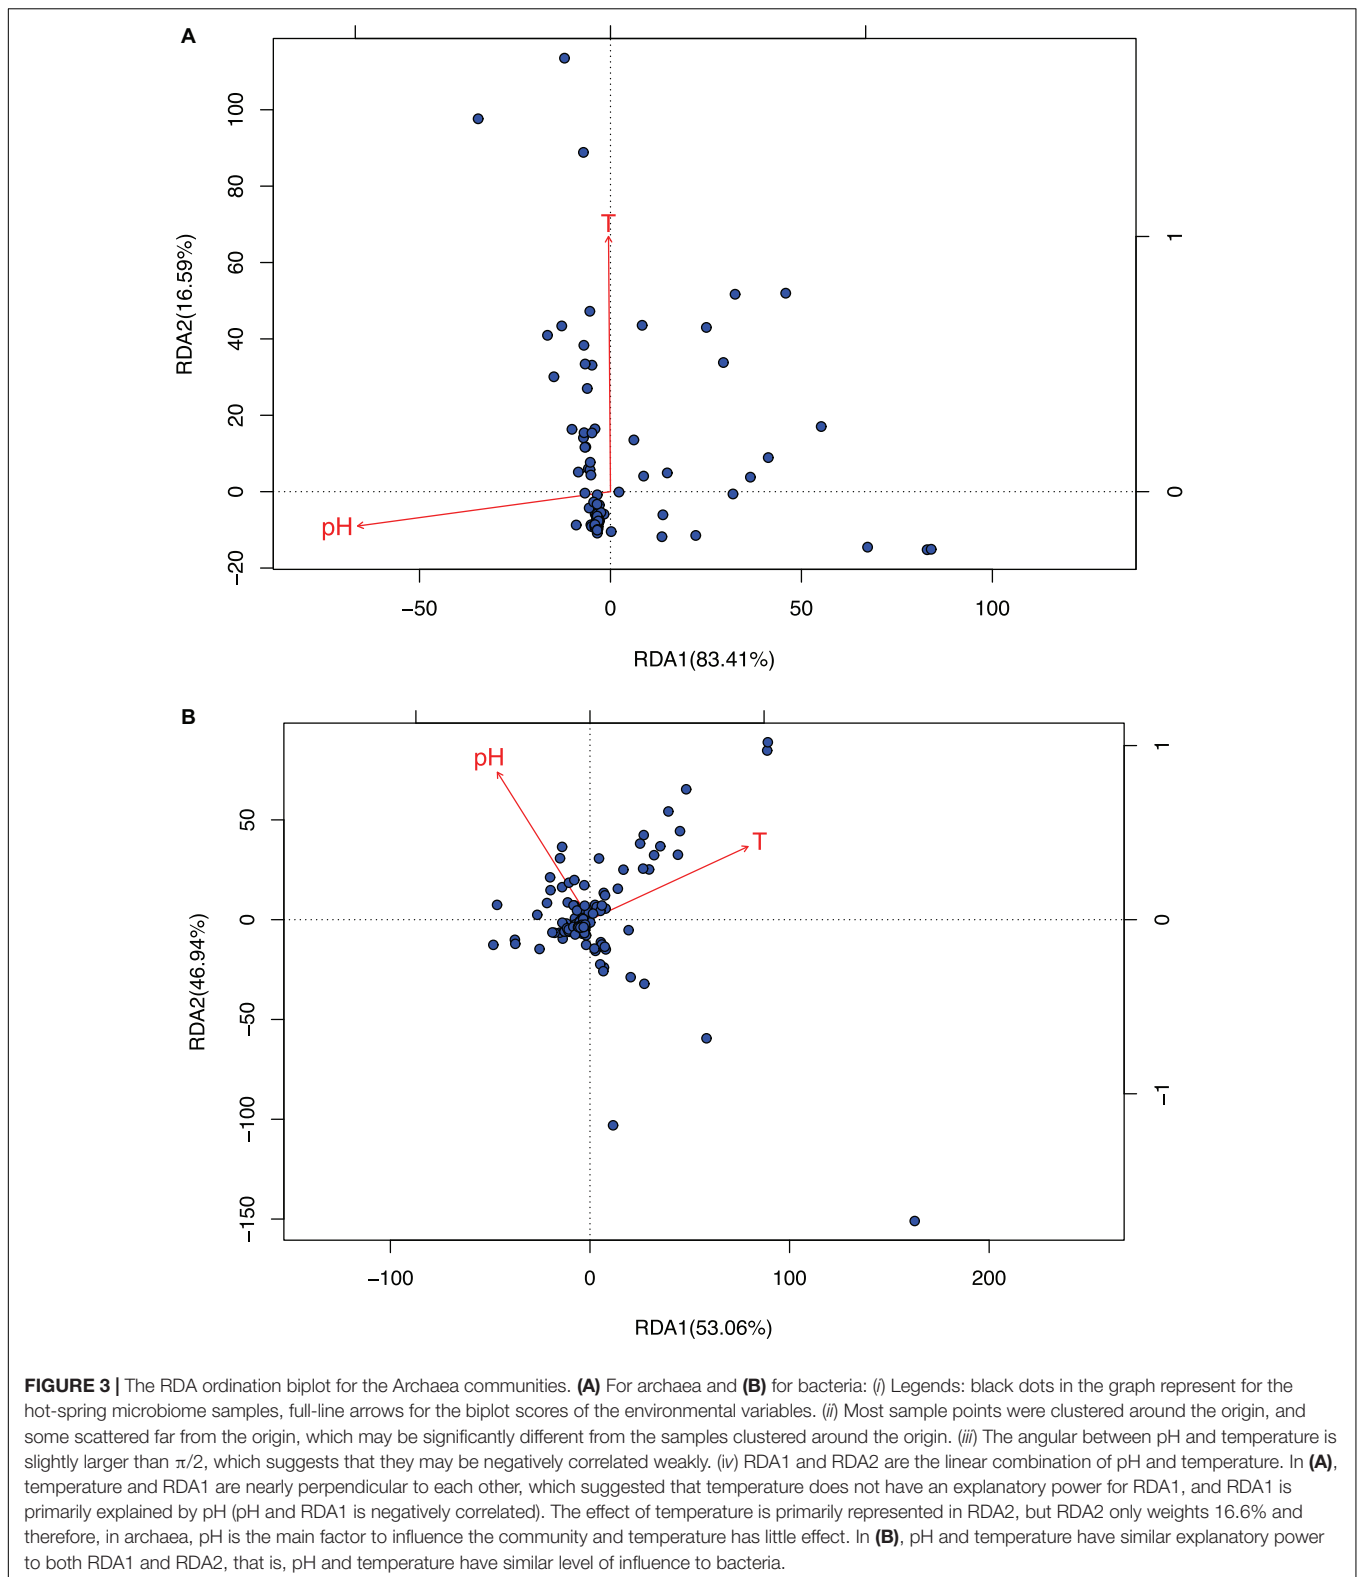 A
100
80
60
40
20
0
−20
RDA2(16.59%)
T
pH
1
0
−50
0
50
100
RDA1(83.41%)
B
pH
T
50
0
−50
−100
−150
RDA2(46.94%)
1
0
−1
−100
0
100
200
RDA1(53.06%)
FIGURE 3 | The RDA ordination biplot for the Archaea communities. (A) For archaea and (B) for bacteria: (i) Legends: black dots in the graph represent for the
hot-spring microbiome samples, full-line arrows for the biplot scores of the environmental variables. (ii) Most sample points were clustered around the origin, and
some scattered far from the origin, which may be significantly different from the samples clustered around the origin. (iii) The angular between pH and temperature is
slightly larger than π/2, which suggests that they may be negatively correlated weakly. (iv) RDA1 and RDA2 are the linear combination of pH and temperature. In (A),
temperature and RDA1 are nearly perpendicular to each other, which suggested that temperature does not have an explanatory power for RDA1, and RDA1 is
primarily explained by pH (pH and RDA1 is negatively correlated). The effect of temperature is primarily represented in RDA2, but RDA2 only weights 16.6% and
therefore, in archaea, pH is the main factor to influence the community and temperature has little effect. In (B), pH and temperature have similar explanatory power
to both RDA1 and RDA2, that is, pH and temperature have similar level of influence to bacteria.